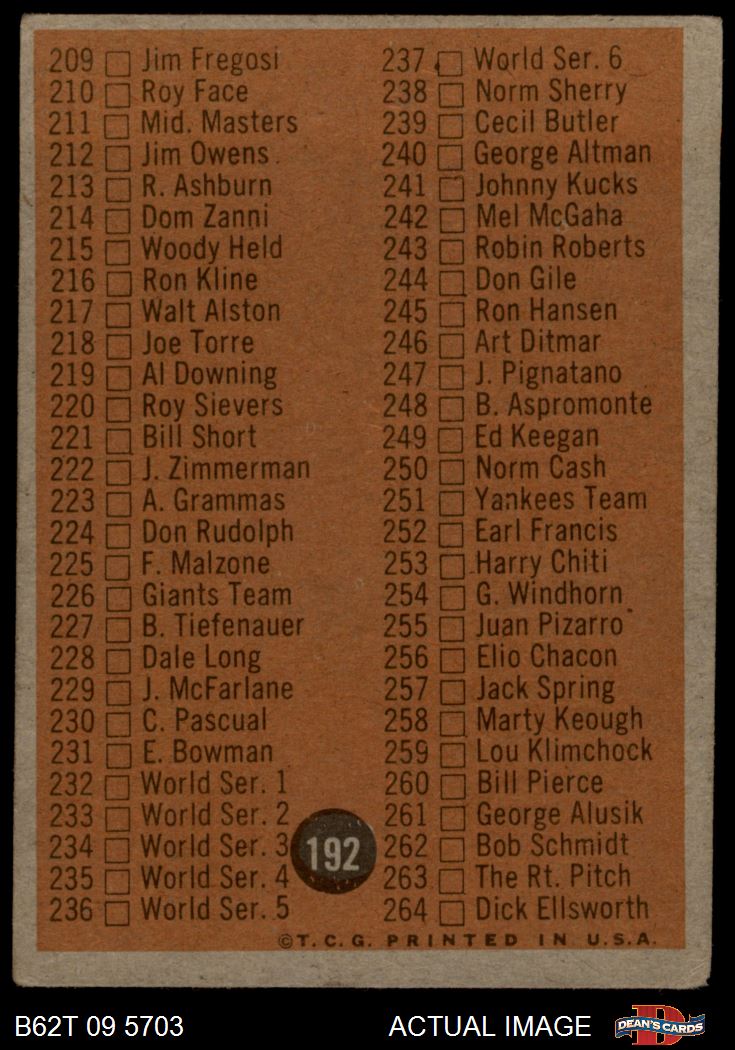 209 Jim Fregosi
210 Roy Face
211 Mid. Masters
212 Jim Owens
213 R. Ashburn
214 Dom Zanni
215 Woody Held
216 Ron Kline
217 Walt Alston
218 Joe Torre
219 Al Downing
220 Roy Sievers
221 Bill Short
222 J. Zimmerman
223 A. Grammas
224 Don Rudolph
225 F. Malzone
226 Giants Team
227 B. Tiefenauer
228 Dale Long
229 J. McFarlane
230 C. Pascual
231 E. Bowman
232 World Ser. 1
233 World Ser. 2
234 World Ser. 3
235 World Ser. 4
236 World Ser. 5
192
237 World Ser. 6
238 Norm Sherry
239 Cecil Butler
240 George Altman
241 Johnny Kucks
242 Mel McGaha
243 Robin Roberts
244 Don Gile
245 Ron Hansen
246 Art Ditmar
247 J. Pignatano
248 B. Aspromonte
249 Ed Keegan
250 Norm Cash
251 Yankees Team
252 Earl Francis
253 Harry Chiti
254 G. Windhorn
255 Juan Pizarro
256 Elio Chacon
257 Jack Spring
258 Marty Keough
259 Lou Klimchock
260 Bill Pierce
261 George Alusik
262 Bob Schmidt
263 The Rt. Pitch
264 Dick Ellsworth
©T.C.G. PRINTED IN U.S.A.
B62T 09 5703
ACTUAL IMAGE
DEAN'S CARDS